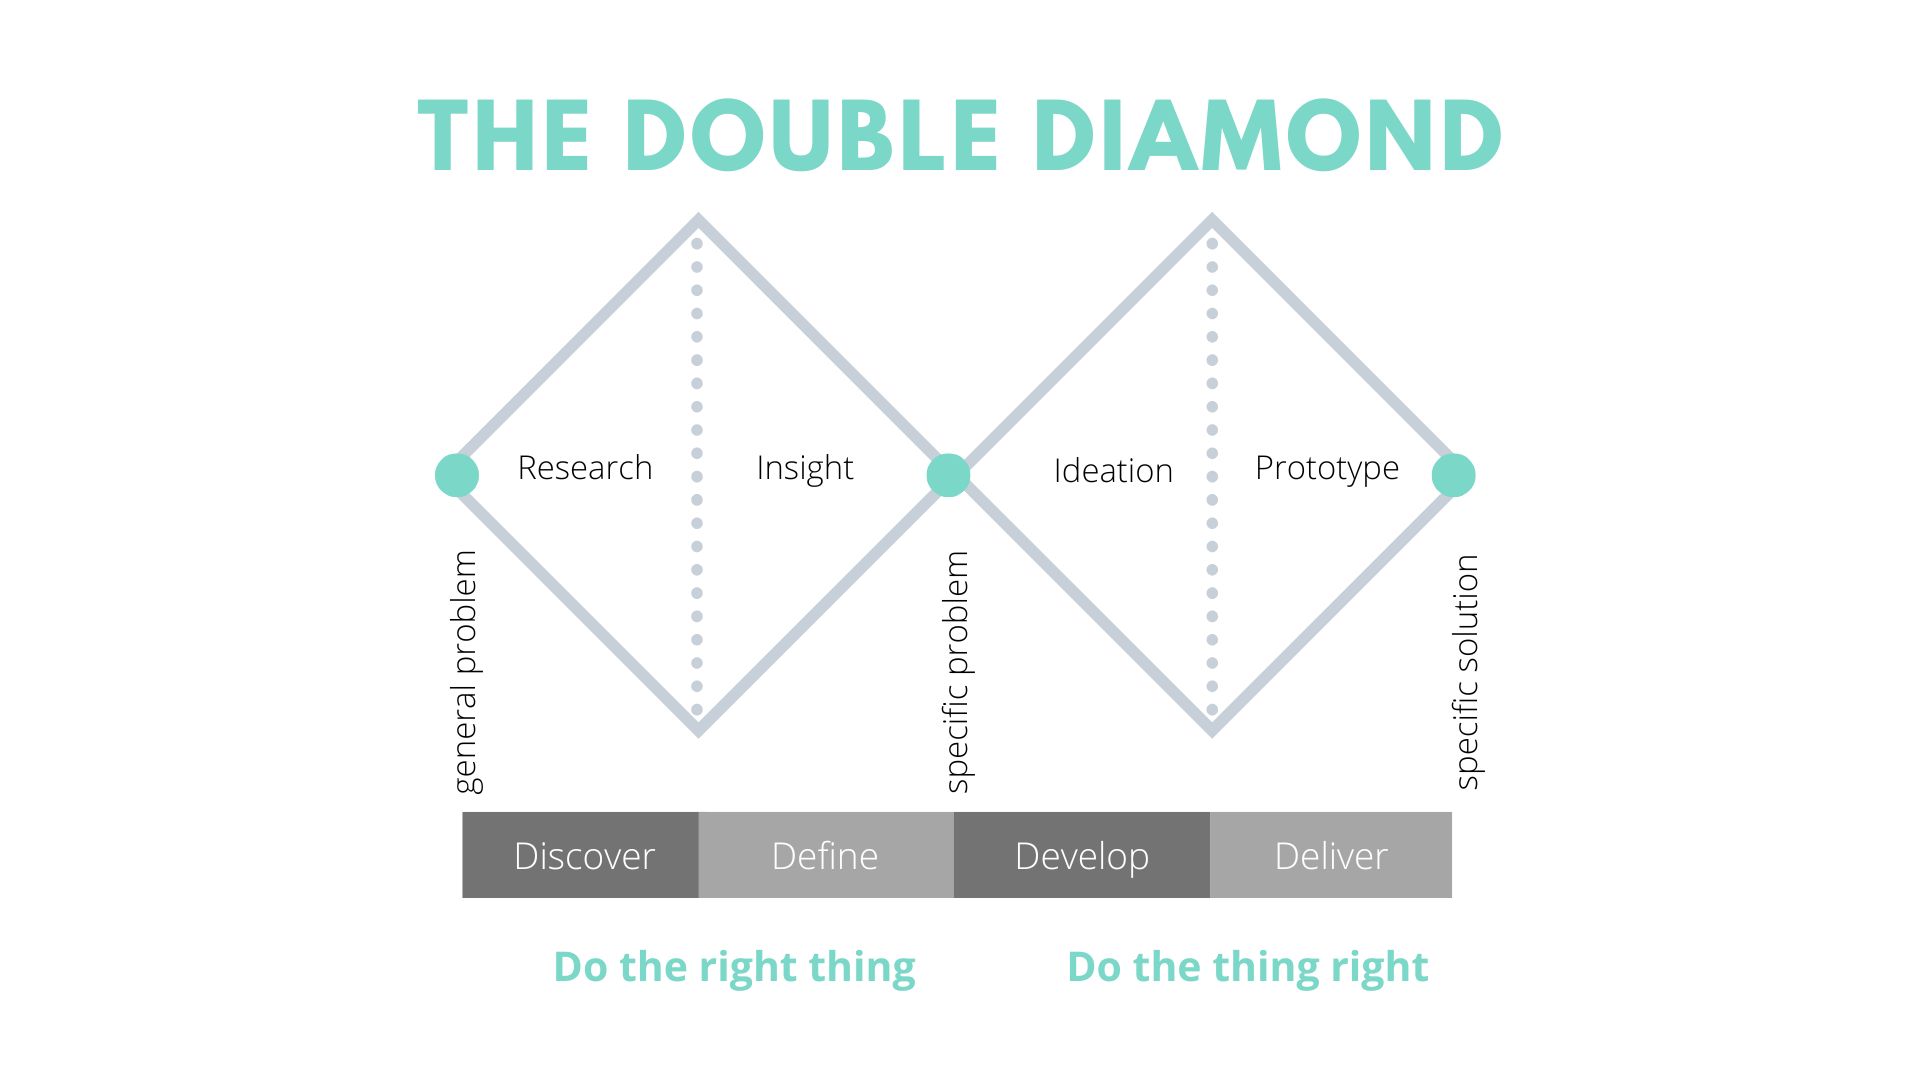 THE DOUBLE DIAMOND
Research
Insight
Ideation
Prototype
general problem
specific problem
specific solution
Discover
Define
Develop
Deliver
Do the right thing
Do the thing right